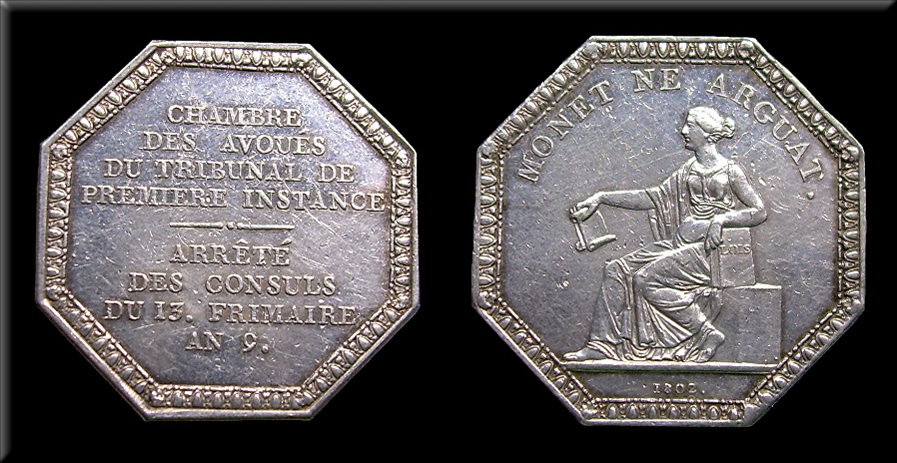 CHAMBRE
DES AVOUÉS
DU TRIBUNAL DE
PREMIERE INSTANCE
ARRÊTÉ
DES CONSULS
DU 13. FRIMAIRE
AN 9.
MONET NE ARGUAT.
1802.